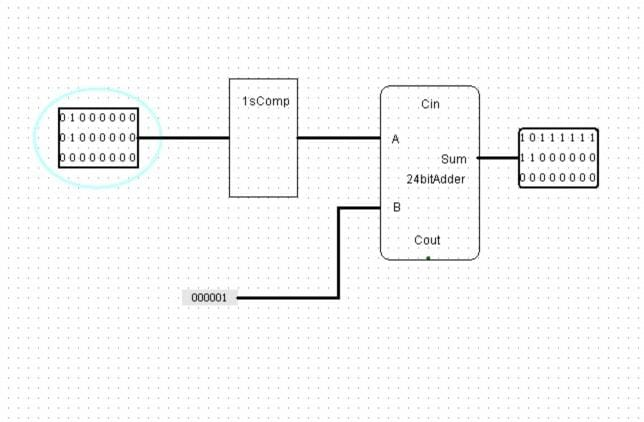 0 1 0 0 0 0 0 0
0 1 0 0 0 0 0 0
0 0 0 0 0 0 0 0
1sComp
Cin
A
Sum
24bitAdder
B
Cout
1 0 1 1 1 1 1 1
1 1 0 0 0 0 0 0
0 0 0 0 0 0 0 0
000001